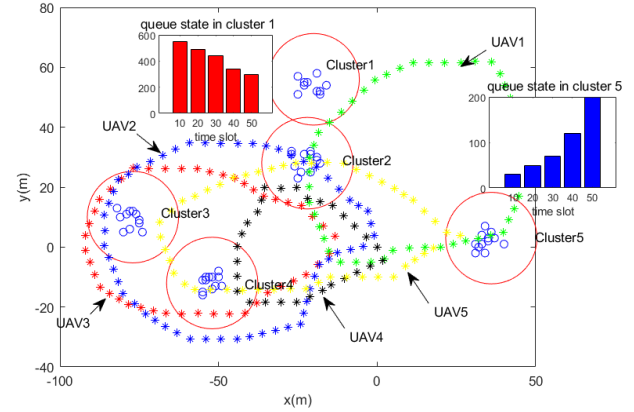 80
60
40
20
0
-20
-40
-100
-50
0
50
x(m)
y(m)
queue state in cluster 1
600
400
200
0
10 20 30 40 50
time slot
queue state in cluster 5
200
100
0
10 20 30 40 50
time slot
Cluster1
UAV1
UAV2
Cluster2
Cluster3
Cluster5
Cluster4
UAV3
UAV4
UAV5